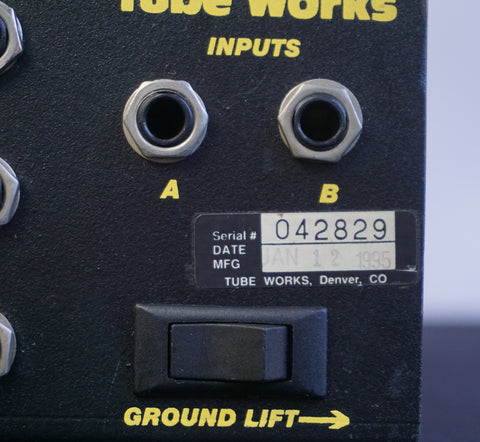 Tube Works
INPUTS
A B
Serial # 042829
DATE
MFG JAN 12 1995
TUBE WORKS, Denver, CO
GROUND LIFT→